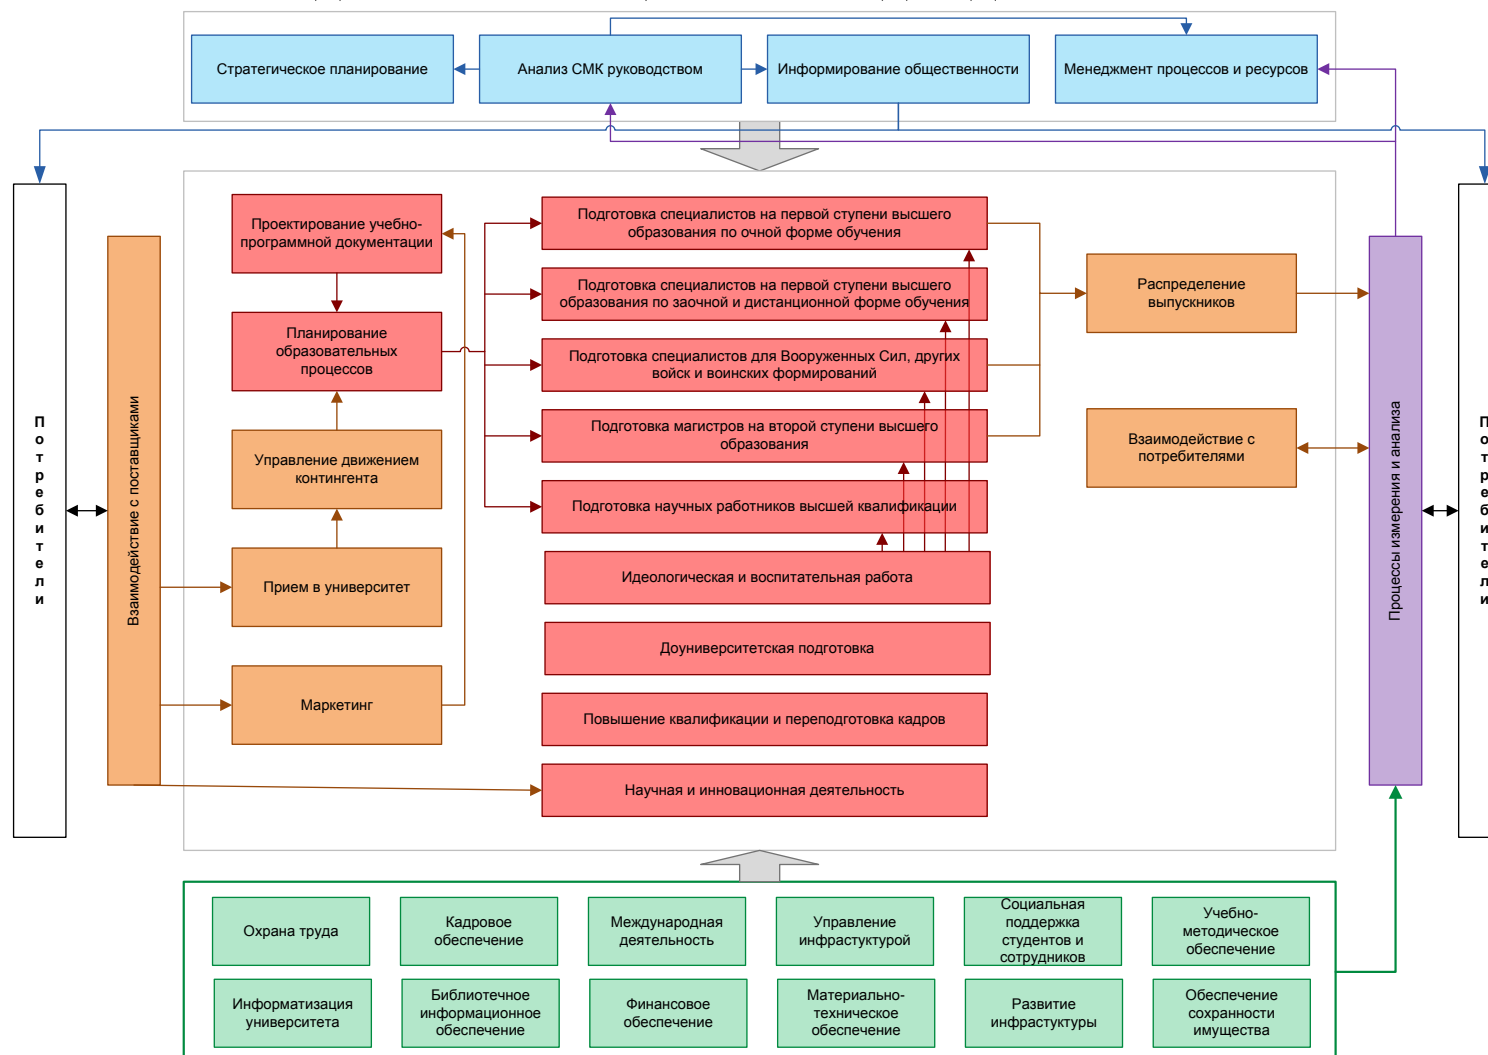 Стратегическое планирование
Анализ СМК руководством
Информирование общественности
Менеджмент процессов и ресурсов
Потребители
Взаимодействие с поставщиками
Проектирование учебно-
программной документации
Планирование
образовательных
процессов
Управление движением
контингента
Прием в университет
Маркетинг
Подготовка специалистов на первой ступени высшего
образования по очной форме обучения
Подготовка специалистов на первой ступени высшего
образования по заочной и дистанционной форме обучения
Подготовка специалистов для Вооруженных Сил, других
войск и воинских формирований
Подготовка магистров на второй ступени высшего
образования
Подготовка научных работников высшей квалификации
Идеологическая и воспитательная работа
Доуниверситетская подготовка
Повышение квалификации и переподготовка кадров
Научная и инновационная деятельность
Распределение
выпускников
Взаимодействие с
потребителями
Процессы измерения и анализа
Потребители
Охрана труда
Кадровое
обеспечение
Международная
деятельность
Управление
инфрастуктурой
Социальная
поддержка
студентов и
сотрудников
Учебно-
методическое
обеспечение
Информатизация
университета
Библиотечное
информационное
обеспечение
Финансовое
обеспечение
Материально-
техническое
обеспечение
Развитие
инфрастуктуры
Обеспечение
сохранности
имущества